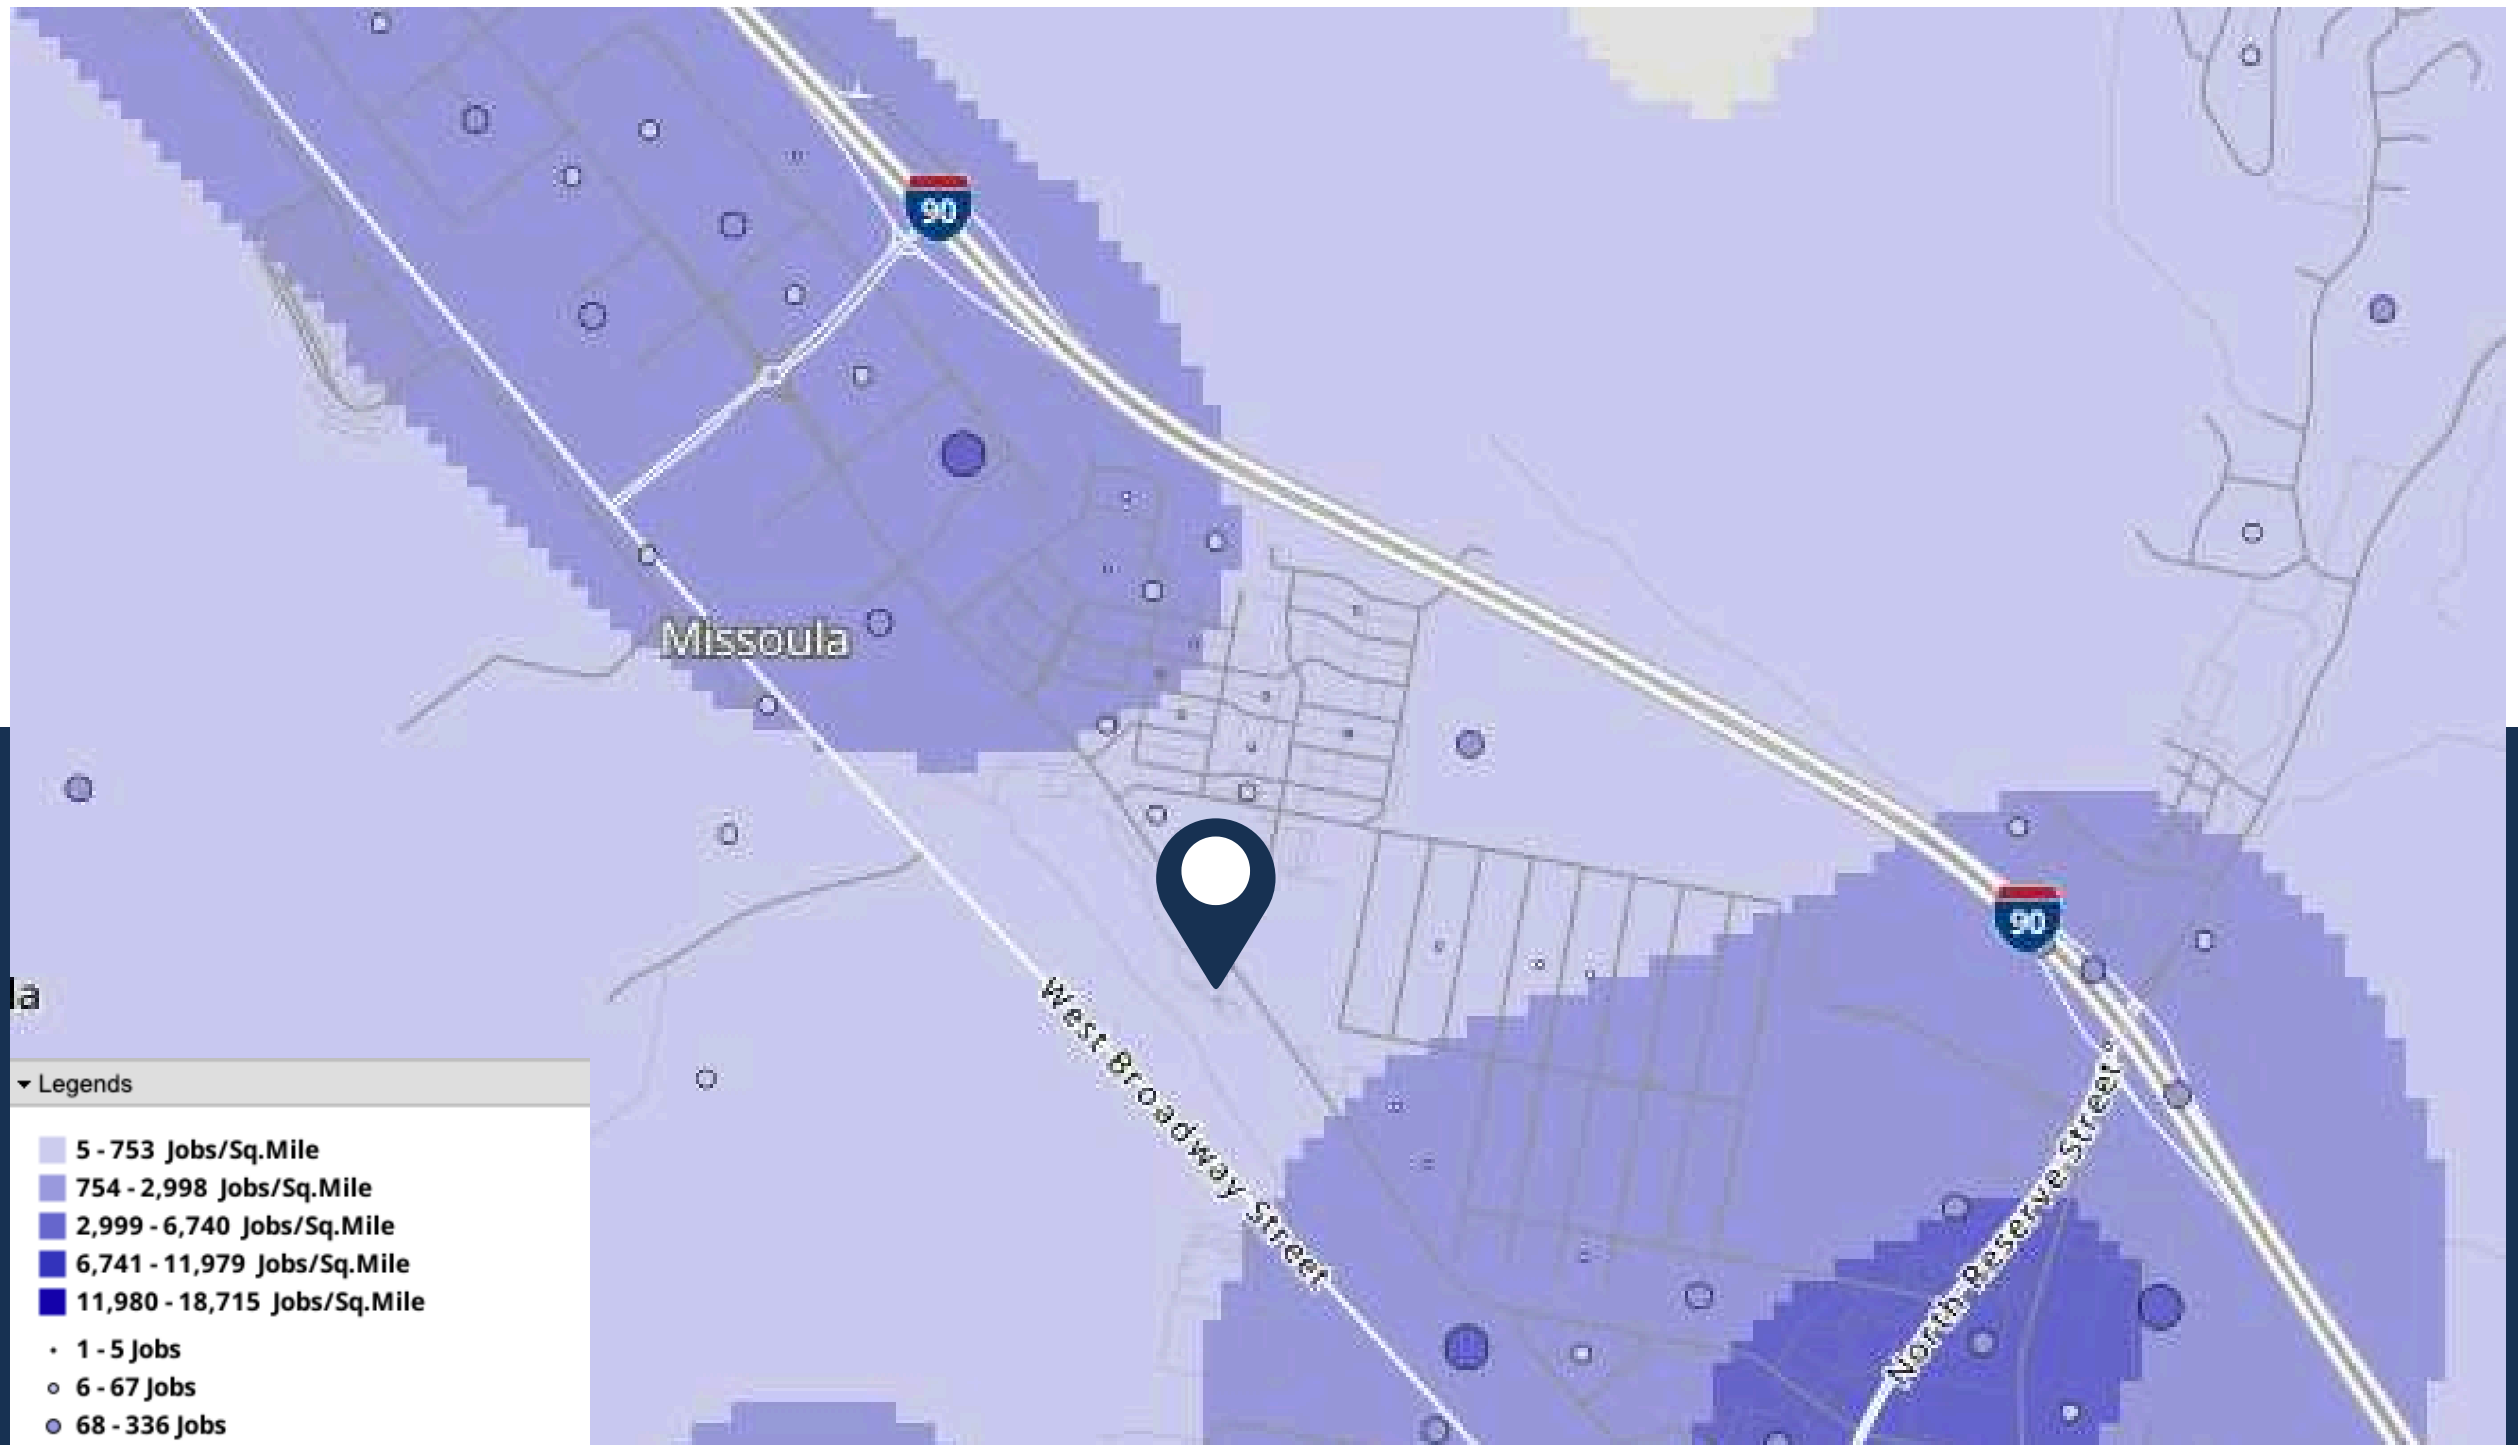 90
Missoula
la
90
West Broadway Street
North Reserve Street
Legends
5 - 753 Jobs/Sq.Mile
754 - 2,998 Jobs/Sq.Mile
2,999 - 6,740 Jobs/Sq.Mile
6,741 - 11,979 Jobs/Sq.Mile
11,980 - 18,715 Jobs/Sq.Mile
1 - 5 Jobs
6 - 67 Jobs
68 - 336 Jobs